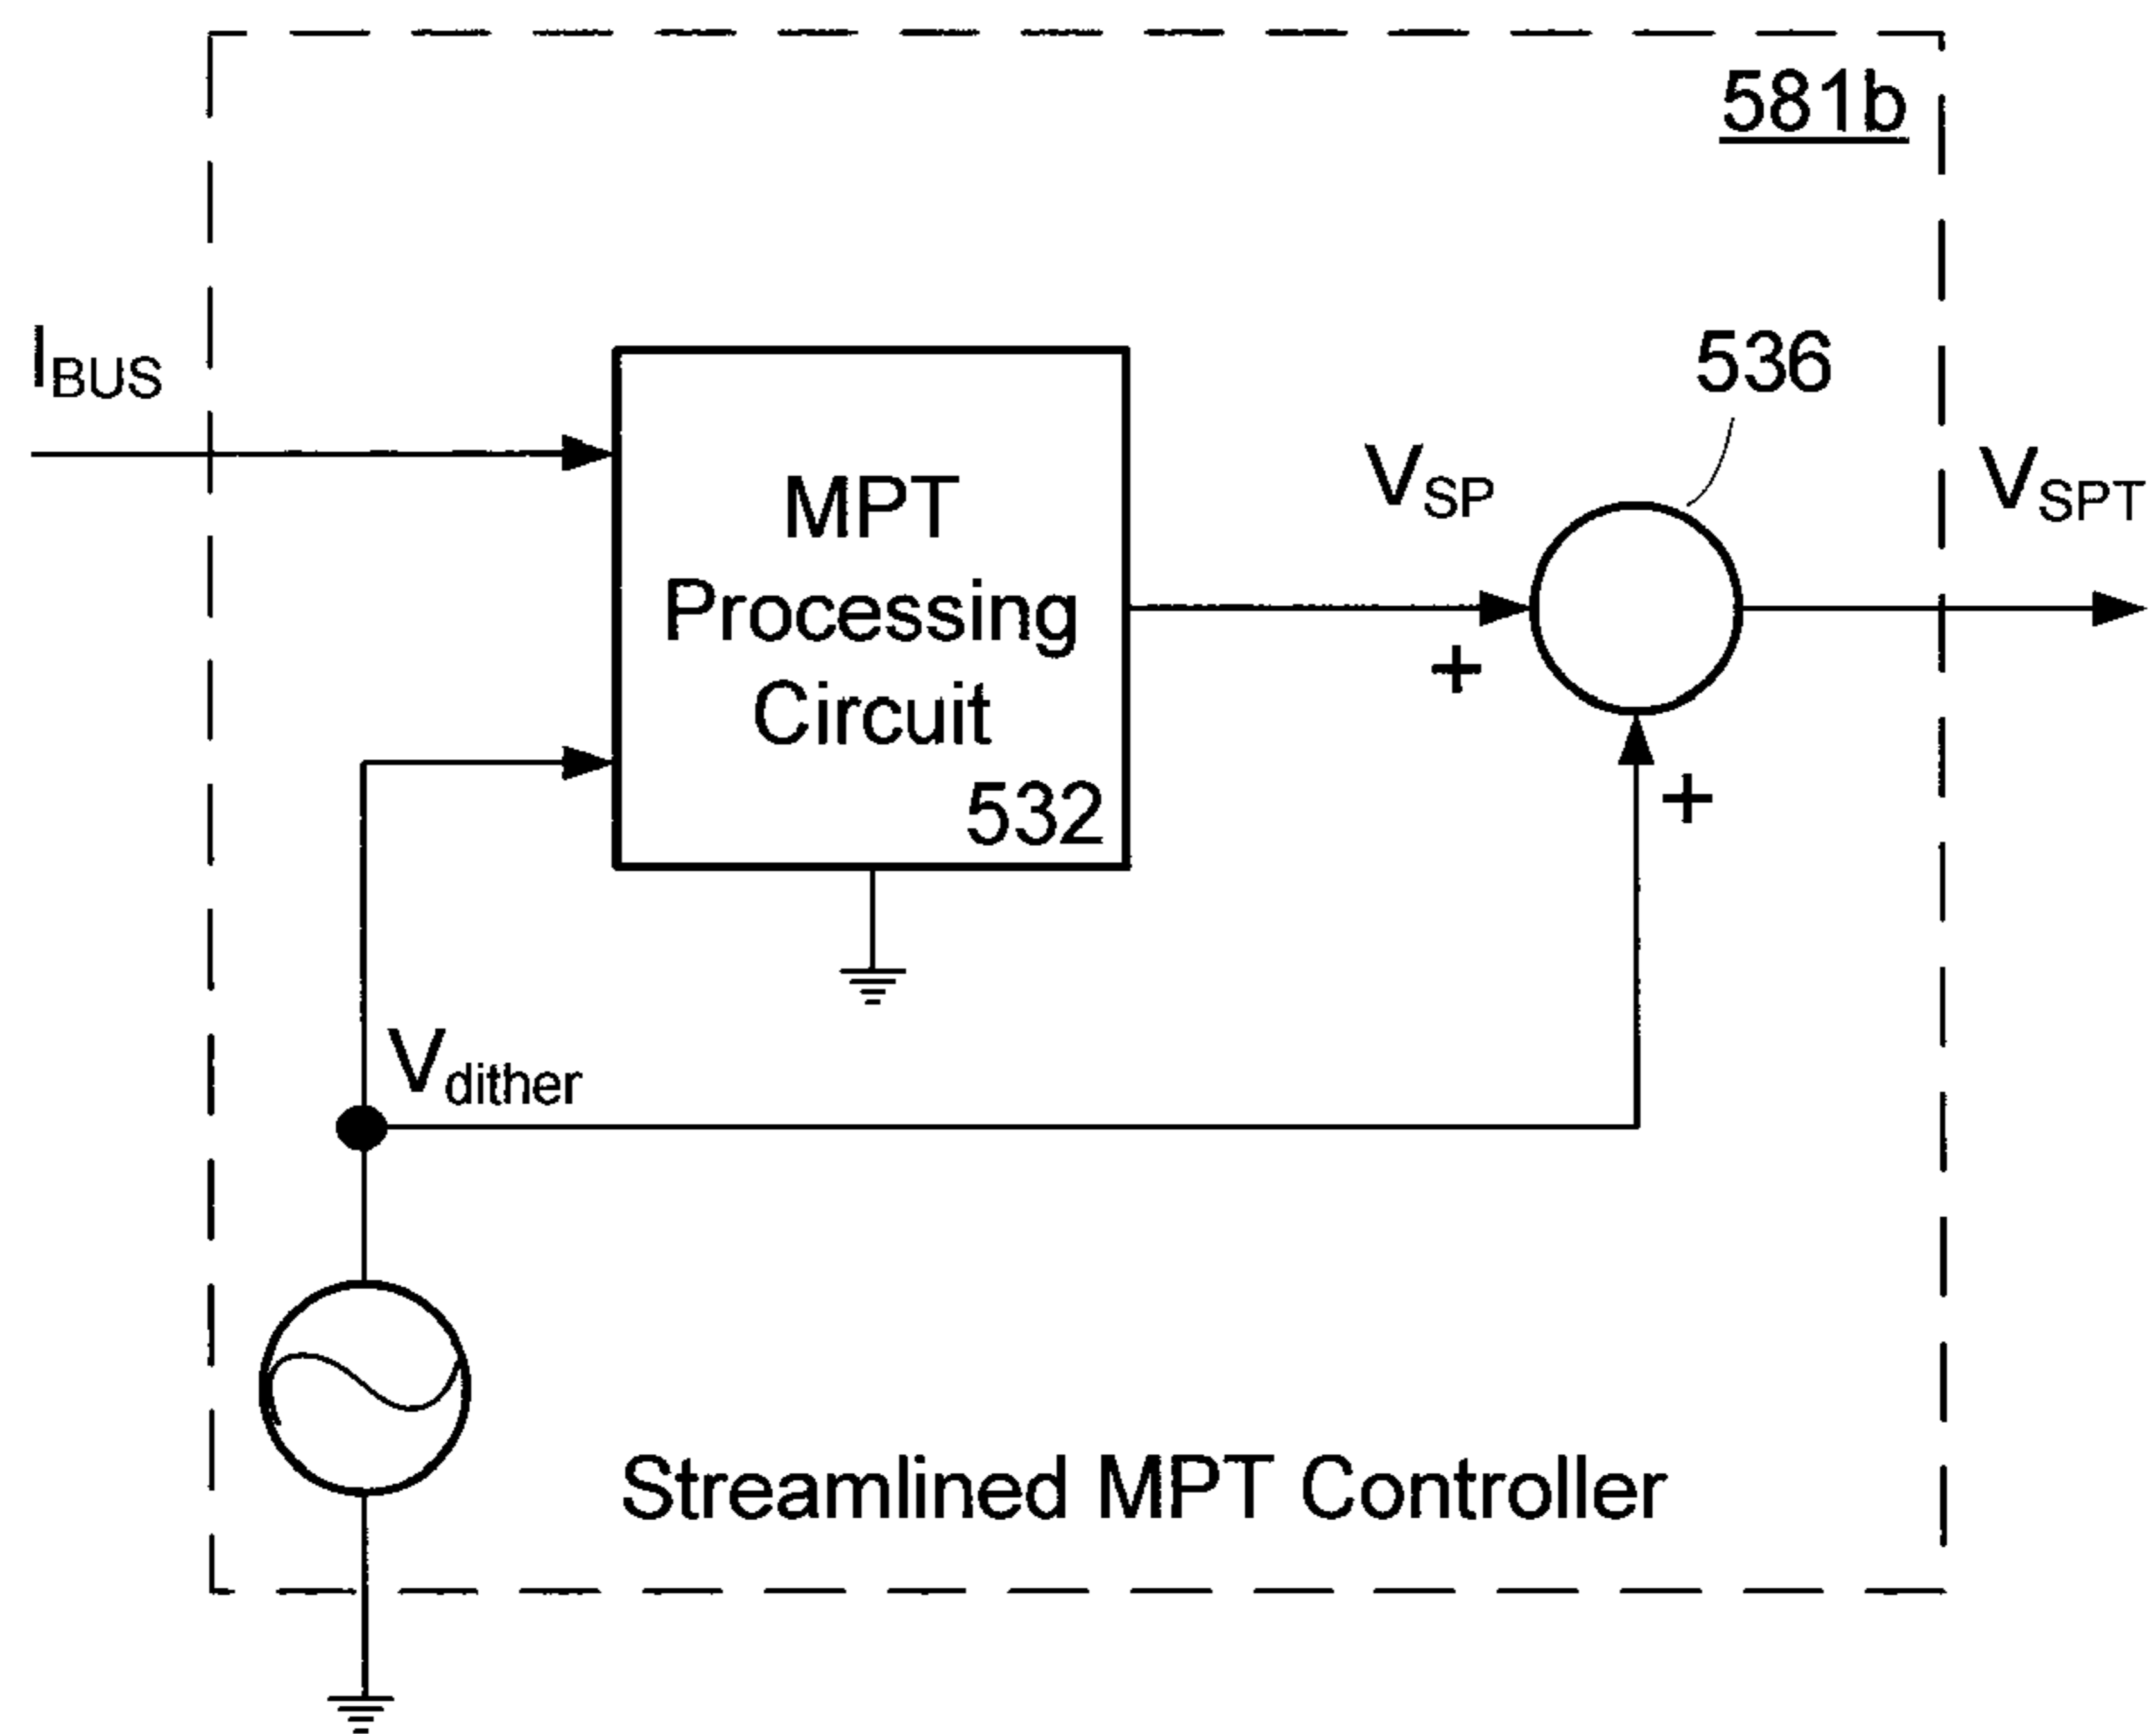 581b
I_BUS
536
V_SP
V_SPT
MPT
Processing
Circuit
532
+
+
V_dither
Streamlined MPT Controller